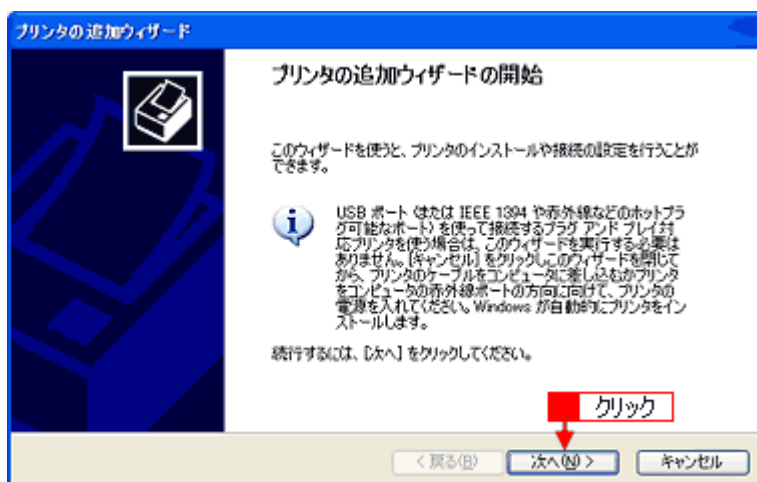 プリンタの追加ウィザード
プリンタの追加ウィザードの開始
このウィザードを使うと、プリンタのインストールや接続の設定を行うことが
できます。
USB ポート (または IEEE 1394 や赤外線などのホットプラ
グ可能なポート) を使って接続するプラグ アンド プレイ対
応プリンタを使う場合は、このウィザードを実行する必要は
ありません。[キャンセル] をクリックしこのウィザードを閉じて
から、プリンタのケーブルをコンピュータに差し込むかプリンタ
をコンピュータの赤外線ポートの方向に向けて、プリンタの
電源を入れてください。Windows が自動的にプリンタをイン
ストールします。
続行するには、[次へ] をクリックしてください。
クリック
< 戻る(B)
次へ(N) >
キャンセル